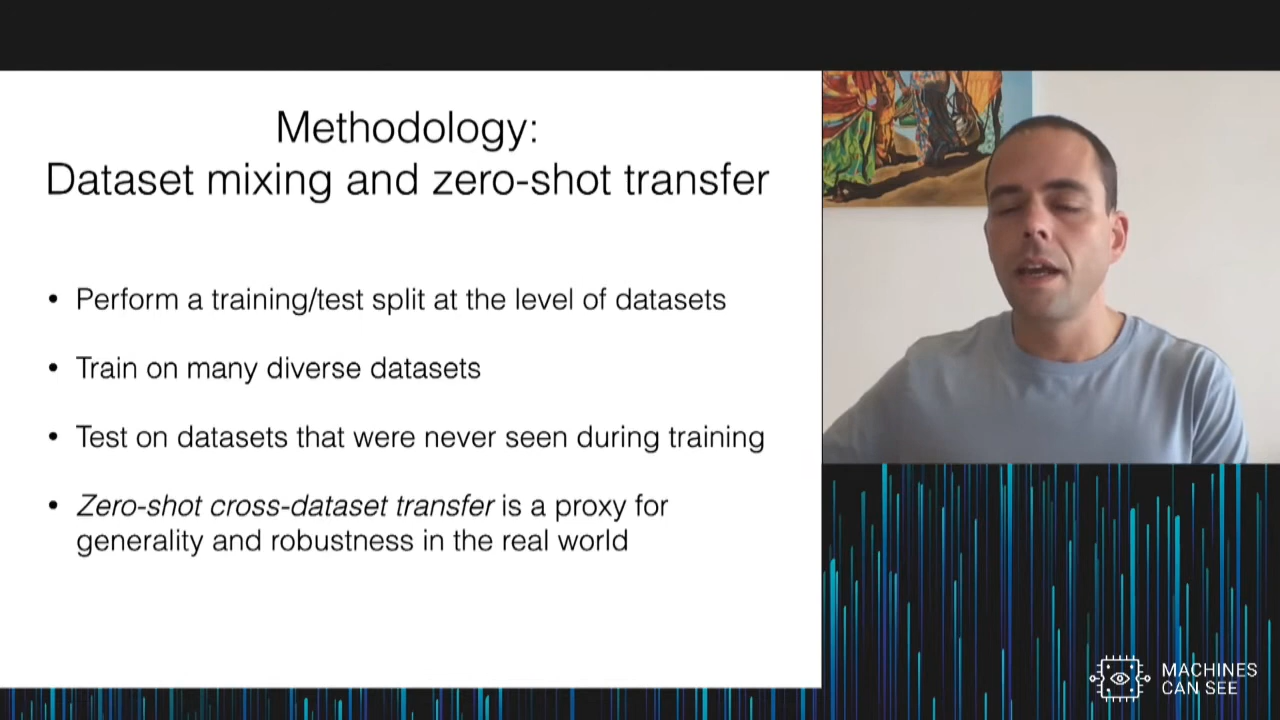 Methodology:
Dataset mixing and zero-shot transfer
• Perform a training/test split at the level of datasets
• Train on many diverse datasets
• Test on datasets that were never seen during training
• Zero-shot cross-dataset transfer is a proxy for
generality and robustness in the real world
MACHINES
CAN SEE